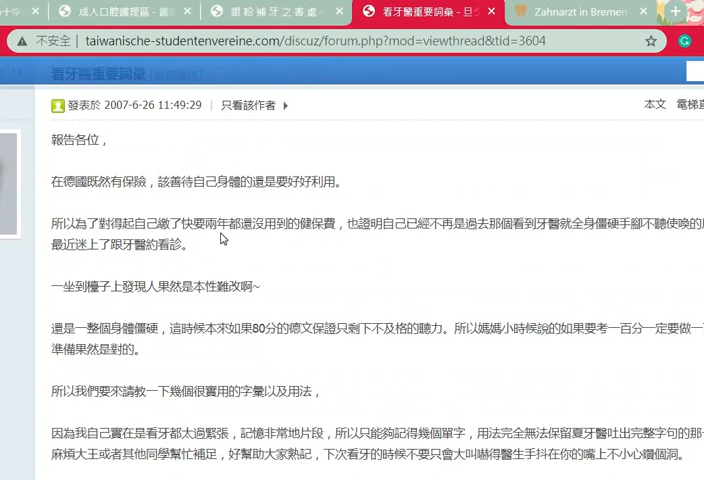 成人口腔護理區 - 鑛
銀 粉 補 牙 之 害 處 -
看牙醫重要詞彙 - 旦
Zahnarzt in Bremen
不安全 | taiwanische-studentenvereine.com/discuz/forum.php?mod=viewthread&tid=3604
看牙醫重要詞彙
發表於 2007-6-26 11:49:29 | 只看該作者
本文 電梯直
報告各位，
在德國既然有保險，該善待自己身體的還是要好好利用。
所以為了對得起自己繳了快要兩年都還沒用到的健保費，也證明自己已經不再是過去那個看到牙醫就全身僵硬手腳不聽使喚的
最近迷上了跟牙醫約看診。
一坐到檯子上發現人果然是本性難改啊~
還是一整個身體僵硬，這時候本來如果80分的德文保證只剩下不及格的聽力。所以媽媽小時候說的如果要考一百分一定要做一
準備果然是對的。
所以我們要來請教一下幾個很實用的字彙以及用法，
因為我自己實在是看牙都太過緊張，記憶非常地片段，所以只能夠記得幾個單字，用法完全無法保留夏牙醫吐出完整字句的那
麻煩大王或者其他同學幫忙補足，好幫助大家熟記，下次看牙的時候不要只會大叫嚇得醫生手抖在你的嘴上不小心鑽個洞。